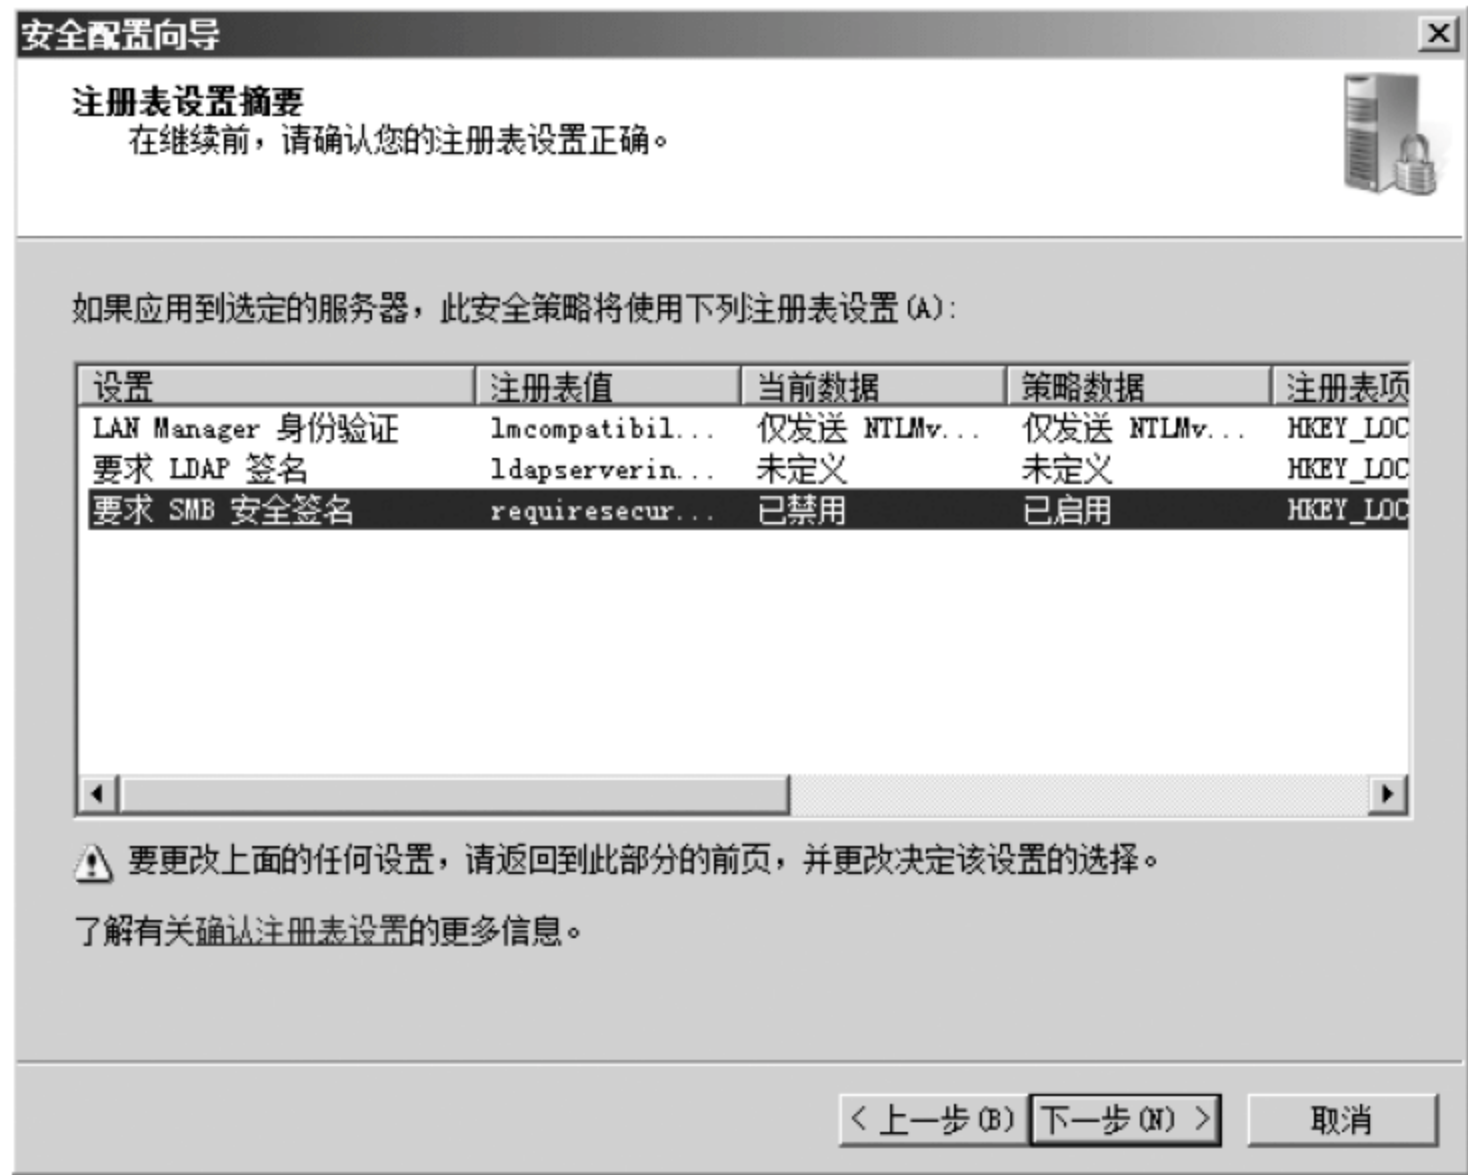 安全配置向导
注册表设置摘要
在继续前，请确认您的注册表设置正确。
如果应用到选定的服务器，此安全策略将使用下列注册表设置(A):
设置 注册表值 当前数据 策略数据 注册表项
LAN Manager 身份验证 lmcompatibil... 仅发送 NTLMv... 仅发送 NTLMv... HKEY_LOC
要求 LDAP 签名 ldapserverin... 未定义 未定义 HKEY_LOC
要求 SMB 安全签名 requiresecur... 已禁用 已启用 HKEY_LOC
要更改上面的任何设置，请返回到此部分的前页，并更改决定该设置的选择。
了解有关确认注册表设置的更多信息。
< 上一步(B) 下一步(N) > 取消